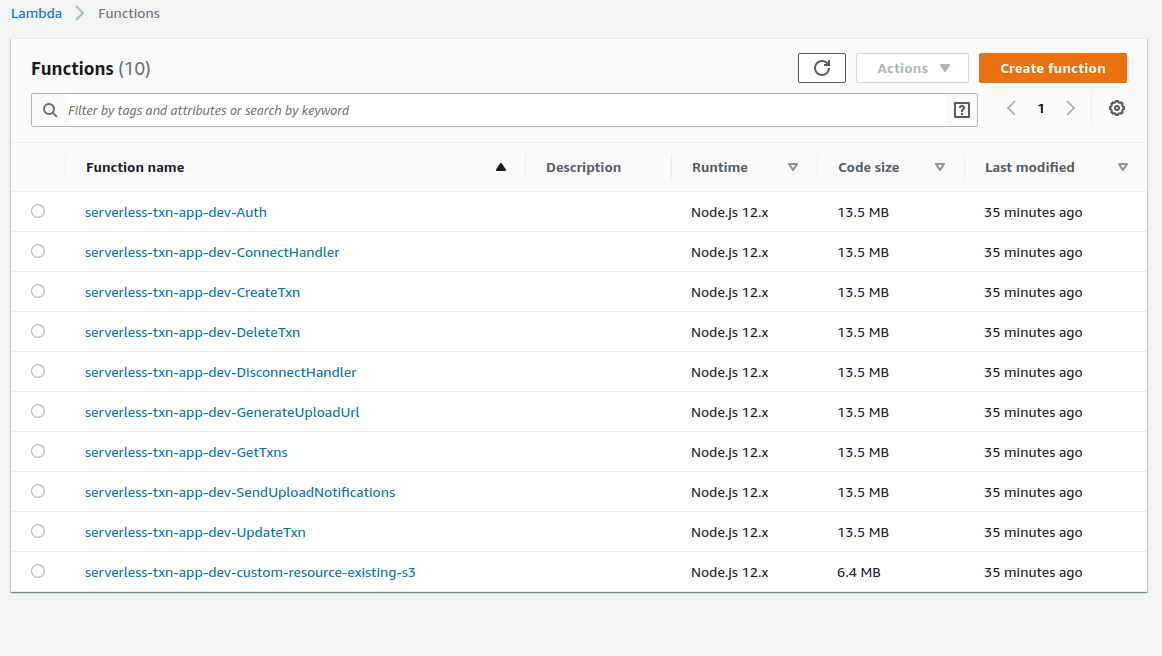 Lambda > Functions
Functions (10) Actions Create function
Filter by tags and attributes or search by keyword ? 1
Function name Description Runtime Code size Last modified
serverless-txn-app-dev-Auth Node.js 12.x 13.5 MB 35 minutes ago
serverless-txn-app-dev-ConnectHandler Node.js 12.x 13.5 MB 35 minutes ago
serverless-txn-app-dev-CreateTxn Node.js 12.x 13.5 MB 35 minutes ago
serverless-txn-app-dev-DeleteTxn Node.js 12.x 13.5 MB 35 minutes ago
serverless-txn-app-dev-DisconnectHandler Node.js 12.x 13.5 MB 35 minutes ago
serverless-txn-app-dev-GenerateUploadUrl Node.js 12.x 13.5 MB 35 minutes ago
serverless-txn-app-dev-GetTxns Node.js 12.x 13.5 MB 35 minutes ago
serverless-txn-app-dev-SendUploadNotifications Node.js 12.x 13.5 MB 35 minutes ago
serverless-txn-app-dev-UpdateTxn Node.js 12.x 13.5 MB 35 minutes ago
serverless-txn-app-dev-custom-resource-existing-s3 Node.js 12.x 6.4 MB 35 minutes ago